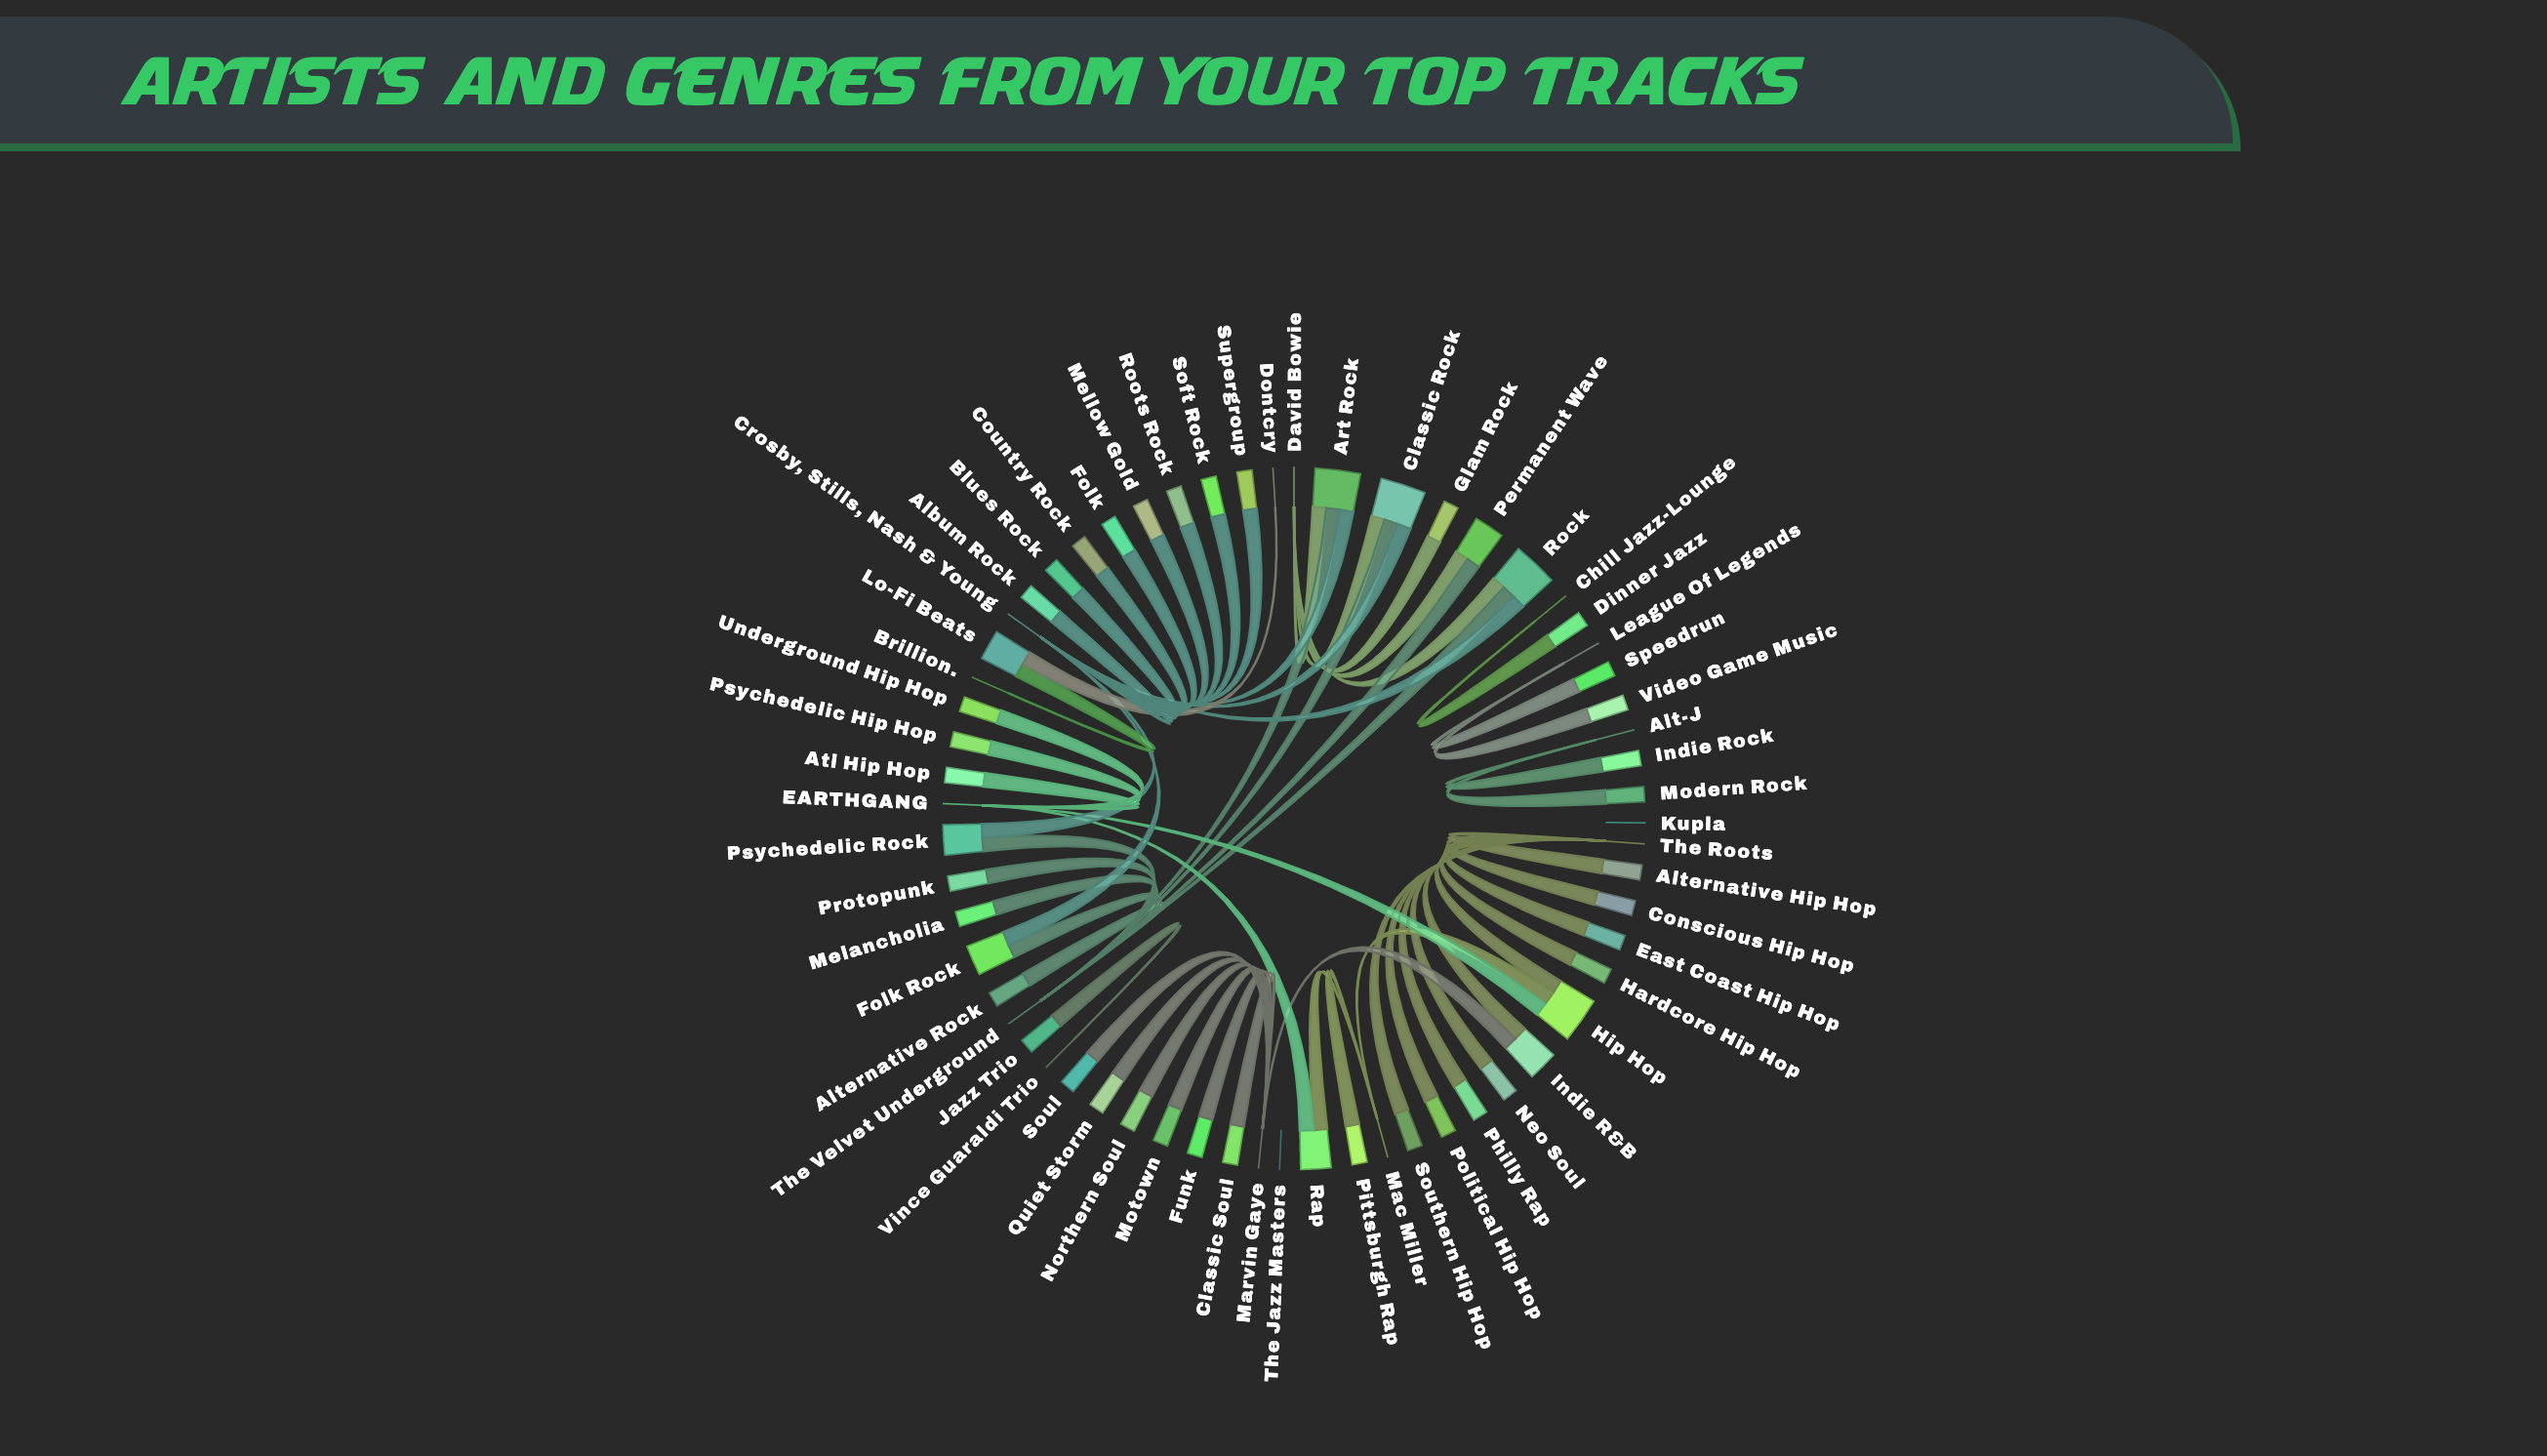 ARTISTS AND GENRES FROM YOUR TOP TRACKS
David Bowie
Art Rock
Classic Rock
Glam Rock
Permanent Wave
Rock
Chill Jazz-Lounge
Dinner Jazz
League Of Legends
Speedrun
Video Game Music
Alt-J
Indie Rock
Modern Rock
Kupla
The Roots
Alternative Hip Hop
Conscious Hip Hop
East Coast Hip Hop
Hardcore Hip Hop
Hip Hop
Indie R&B
Neo Soul
Philly Rap
Political Hip Hop
Southern Hip Hop
Mac Miller
Pittsburgh Rap
Rap
The Jazz Masters
Marvin Gaye
Classic Soul
Funk
Motown
Northern Soul
Quiet Storm
Soul
Vince Guaraldi Trio
Jazz Trio
The Velvet Underground
Alternative Rock
Folk Rock
Melancholia
Protopunk
Psychedelic Rock
EARTHGANG
Atl Hip Hop
Psychedelic Hip Hop
Underground Hip Hop
Brillion.
Lo-Fi Beats
Crosby, Stills, Nash & Young
Album Rock
Blues Rock
Country Rock
Folk
Mellow Gold
Roots Rock
Soft Rock
Supergroup
Dontcry